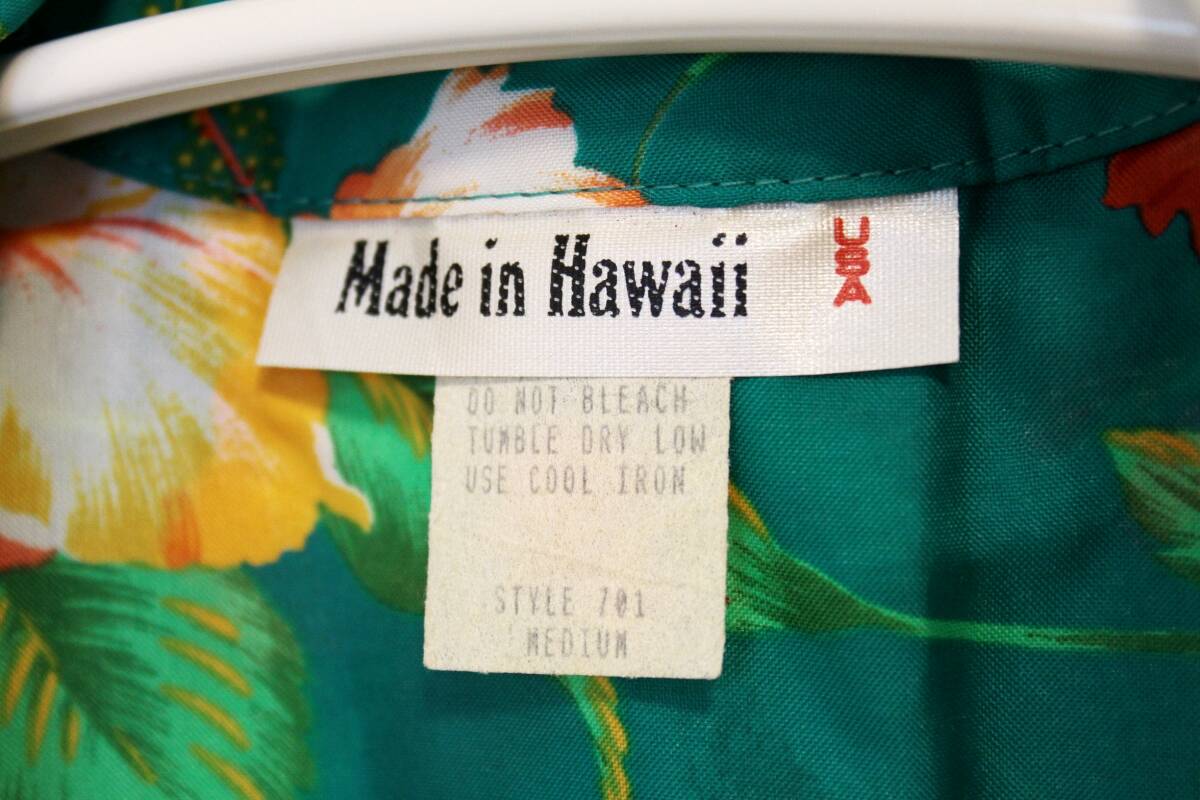 Made in Hawaii USA
DO NOT BLEACH
TUMBLE DRY LOW
USE COOL IRON
STYLE 701
MEDIUM